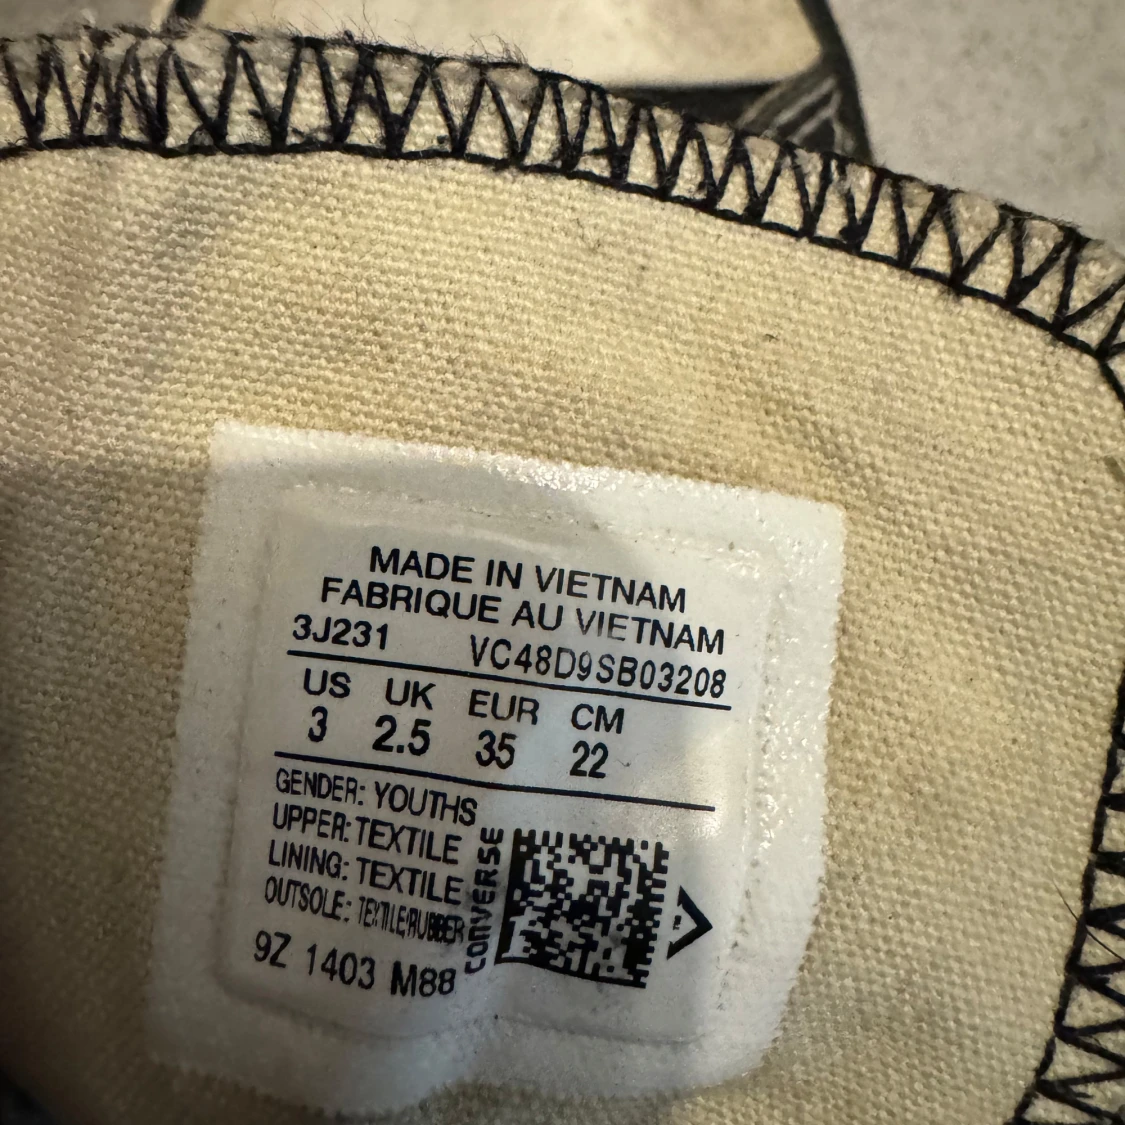 MADE IN VIETNAM
FABRIQUE AU VIETNAM
3J231 VC48D9SB03208
US UK EUR CM
3 2.5 35 22
GENDER: YOUTHS
UPPER: TEXTILE
LINING: TEXTILE
OUTSOLE: TEXTILE/RUBBER
9Z 1403 M88
CONVERSE